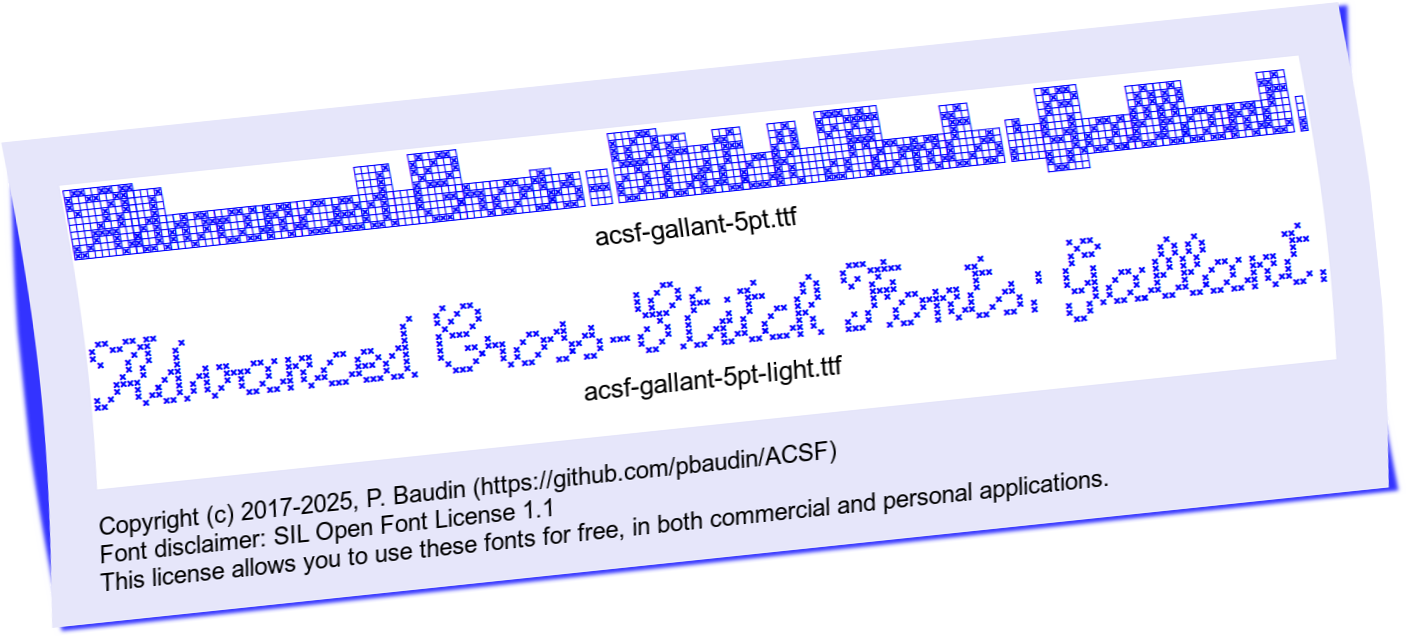 Advanced Cross-Stitch Fonts: Gallant.
acsf-gallant-5pt.ttf
Advanced Cross-Stitch Fonts: Gallant.
acsf-gallant-5pt-light.ttf
Copyright (c) 2017-2025, P. Baudin (https://github.com/pbaudin/ACSF)
Font disclaimer: SIL Open Font License 1.1
This license allows you to use these fonts for free, in both commercial and personal applications.